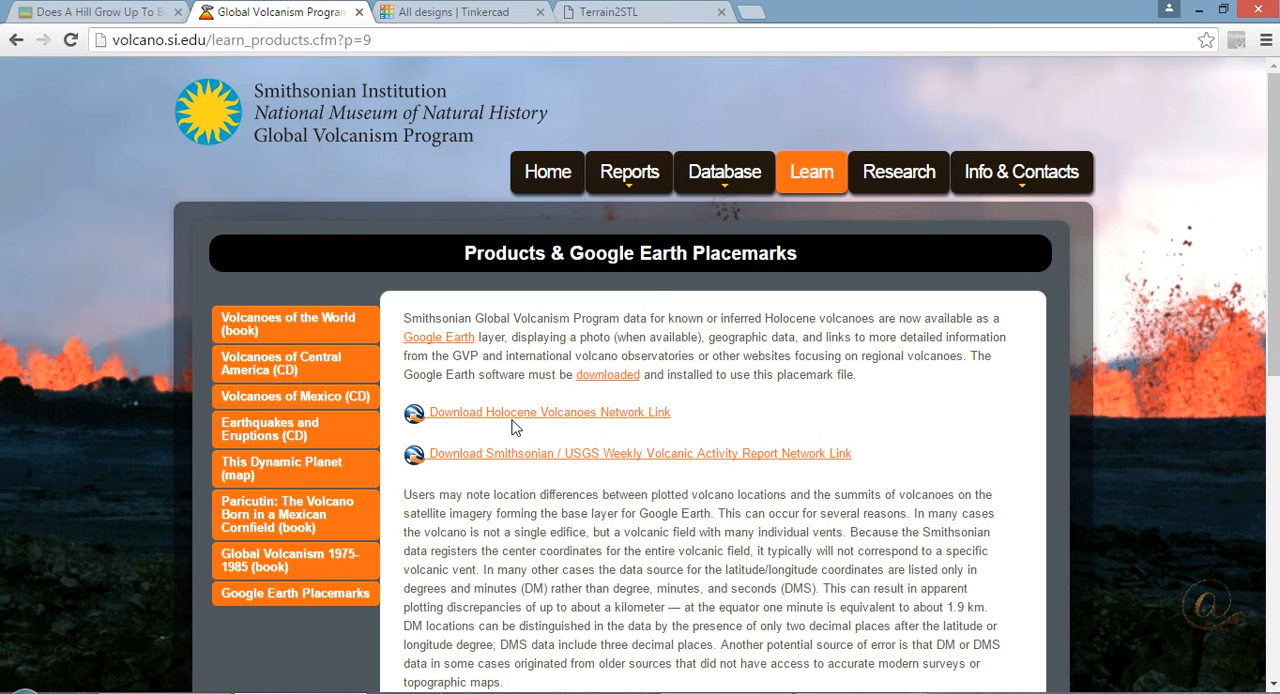 Does A Hill Grow Up To B
Global Volcanism Program
All designs | Tinkercad
Terrain2STL
volcano.si.edu/learn_products.cfm?p=9
Smithsonian Institution
National Museum of Natural History
Global Volcanism Program
Home Reports Database Learn Research Info & Contacts
Products & Google Earth Placemarks
Volcanoes of the World
(book)
Volcanoes of Central
America (CD)
Volcanoes of Mexico (CD)
Earthquakes and
Eruptions (CD)
This Dynamic Planet
(map)
Paricutin: The Volcano
Born in a Mexican
Cornfield (book)
Global Volcanism 1975-
1985 (book)
Google Earth Placemarks
Smithsonian Global Volcanism Program data for known or inferred Holocene volcanoes are now available as a
Google Earth layer, displaying a photo (when available), geographic data, and links to more detailed information
from the GVP and international volcano observatories or other websites focusing on regional volcanoes. The
Google Earth software must be downloaded and installed to use this placemark file.
Download Holocene Volcanoes Network Link
Download Smithsonian / USGS Weekly Volcanic Activity Report Network Link
Users may note location differences between plotted volcano locations and the summits of volcanoes on the
satellite imagery forming the base layer for Google Earth. This can occur for several reasons. In many cases
the volcano is not a single edifice, but a volcanic field with many individual vents. Because the Smithsonian
data registers the center coordinates for the entire volcanic field, it typically will not correspond to a specific
volcanic vent. In many other cases the data source for the latitude/longitude coordinates are listed only in
degrees and minutes (DM) rather than degree, minutes, and seconds (DMS). This can result in apparent
plotting discrepancies of up to about a kilometer — at the equator one minute is equivalent to about 1.9 km.
DM locations can be distinguished in the data by the presence of only two decimal places after the latitude or
longitude degree; DMS data include three decimal places. Another potential source of error is that DM or DMS
data in some cases originated from older sources that did not have access to accurate modern surveys or
topographic maps.